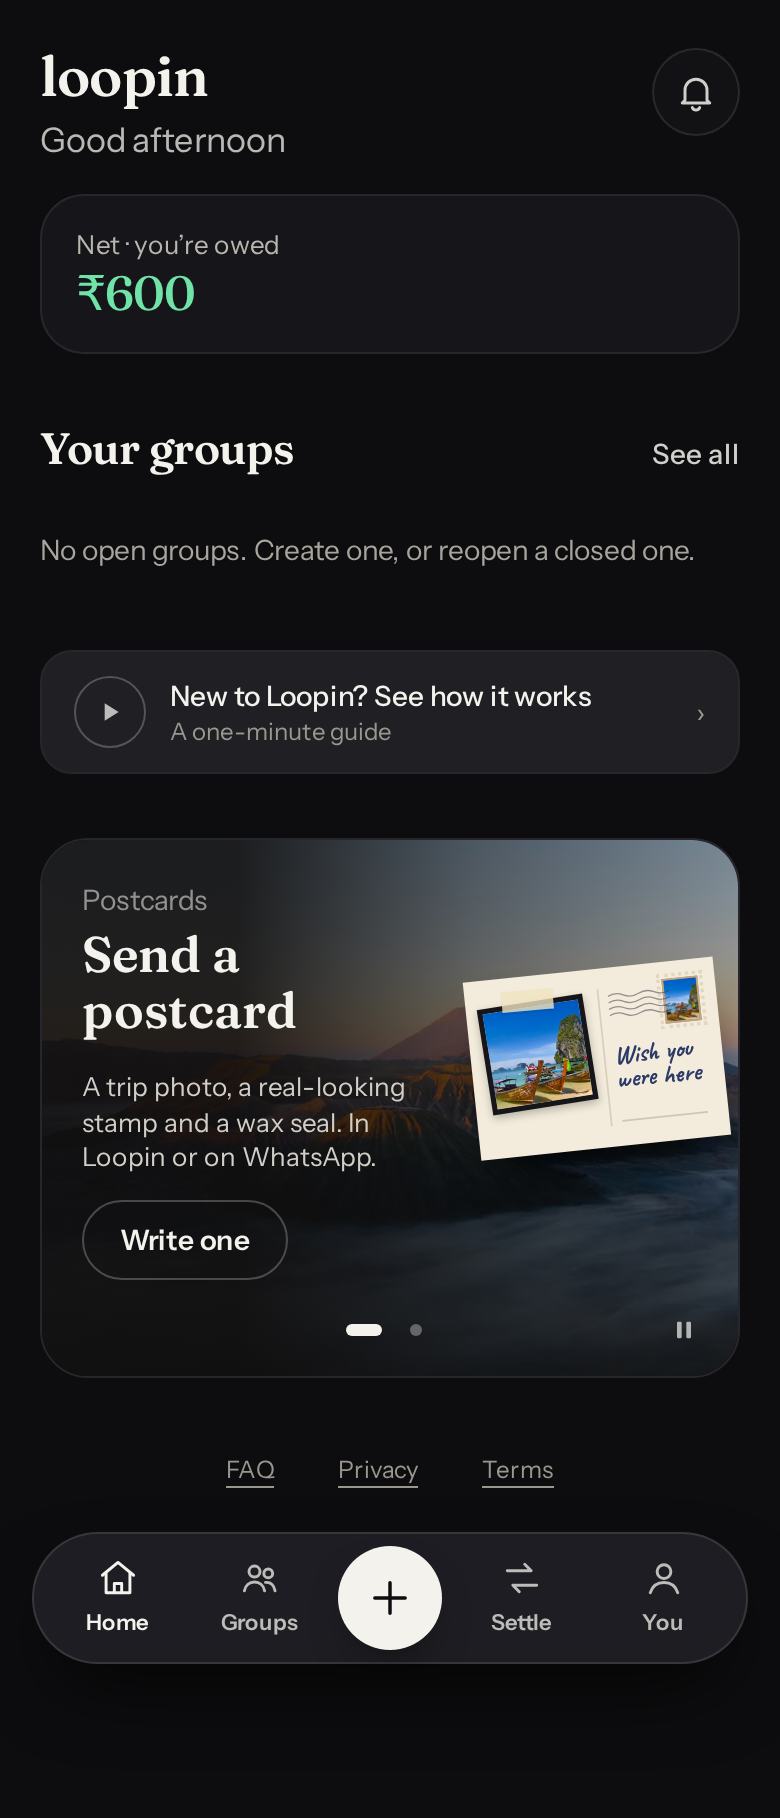 loopin
Good afternoon
Net · you’re owed
₹600
Your groups
See all
No open groups. Create one, or reopen a closed one.
New to Loopin? See how it works
A one-minute guide
›
Postcards
Send a
postcard
A trip photo, a real-looking
stamp and a wax seal. In
Loopin or on WhatsApp.
Wish you
were here
Write one
FAQ
Privacy
Terms
Home
Groups
Settle
You